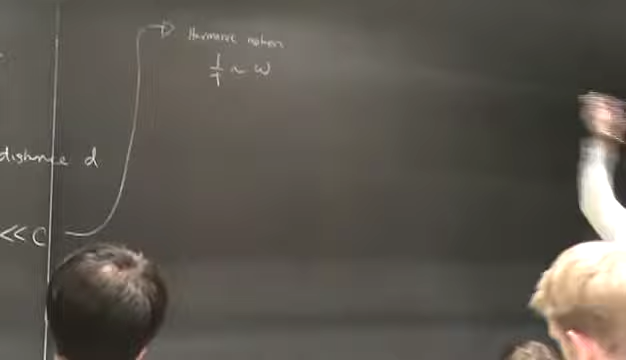 distance d
<< C
Harmonic motion
1/T ~ ω